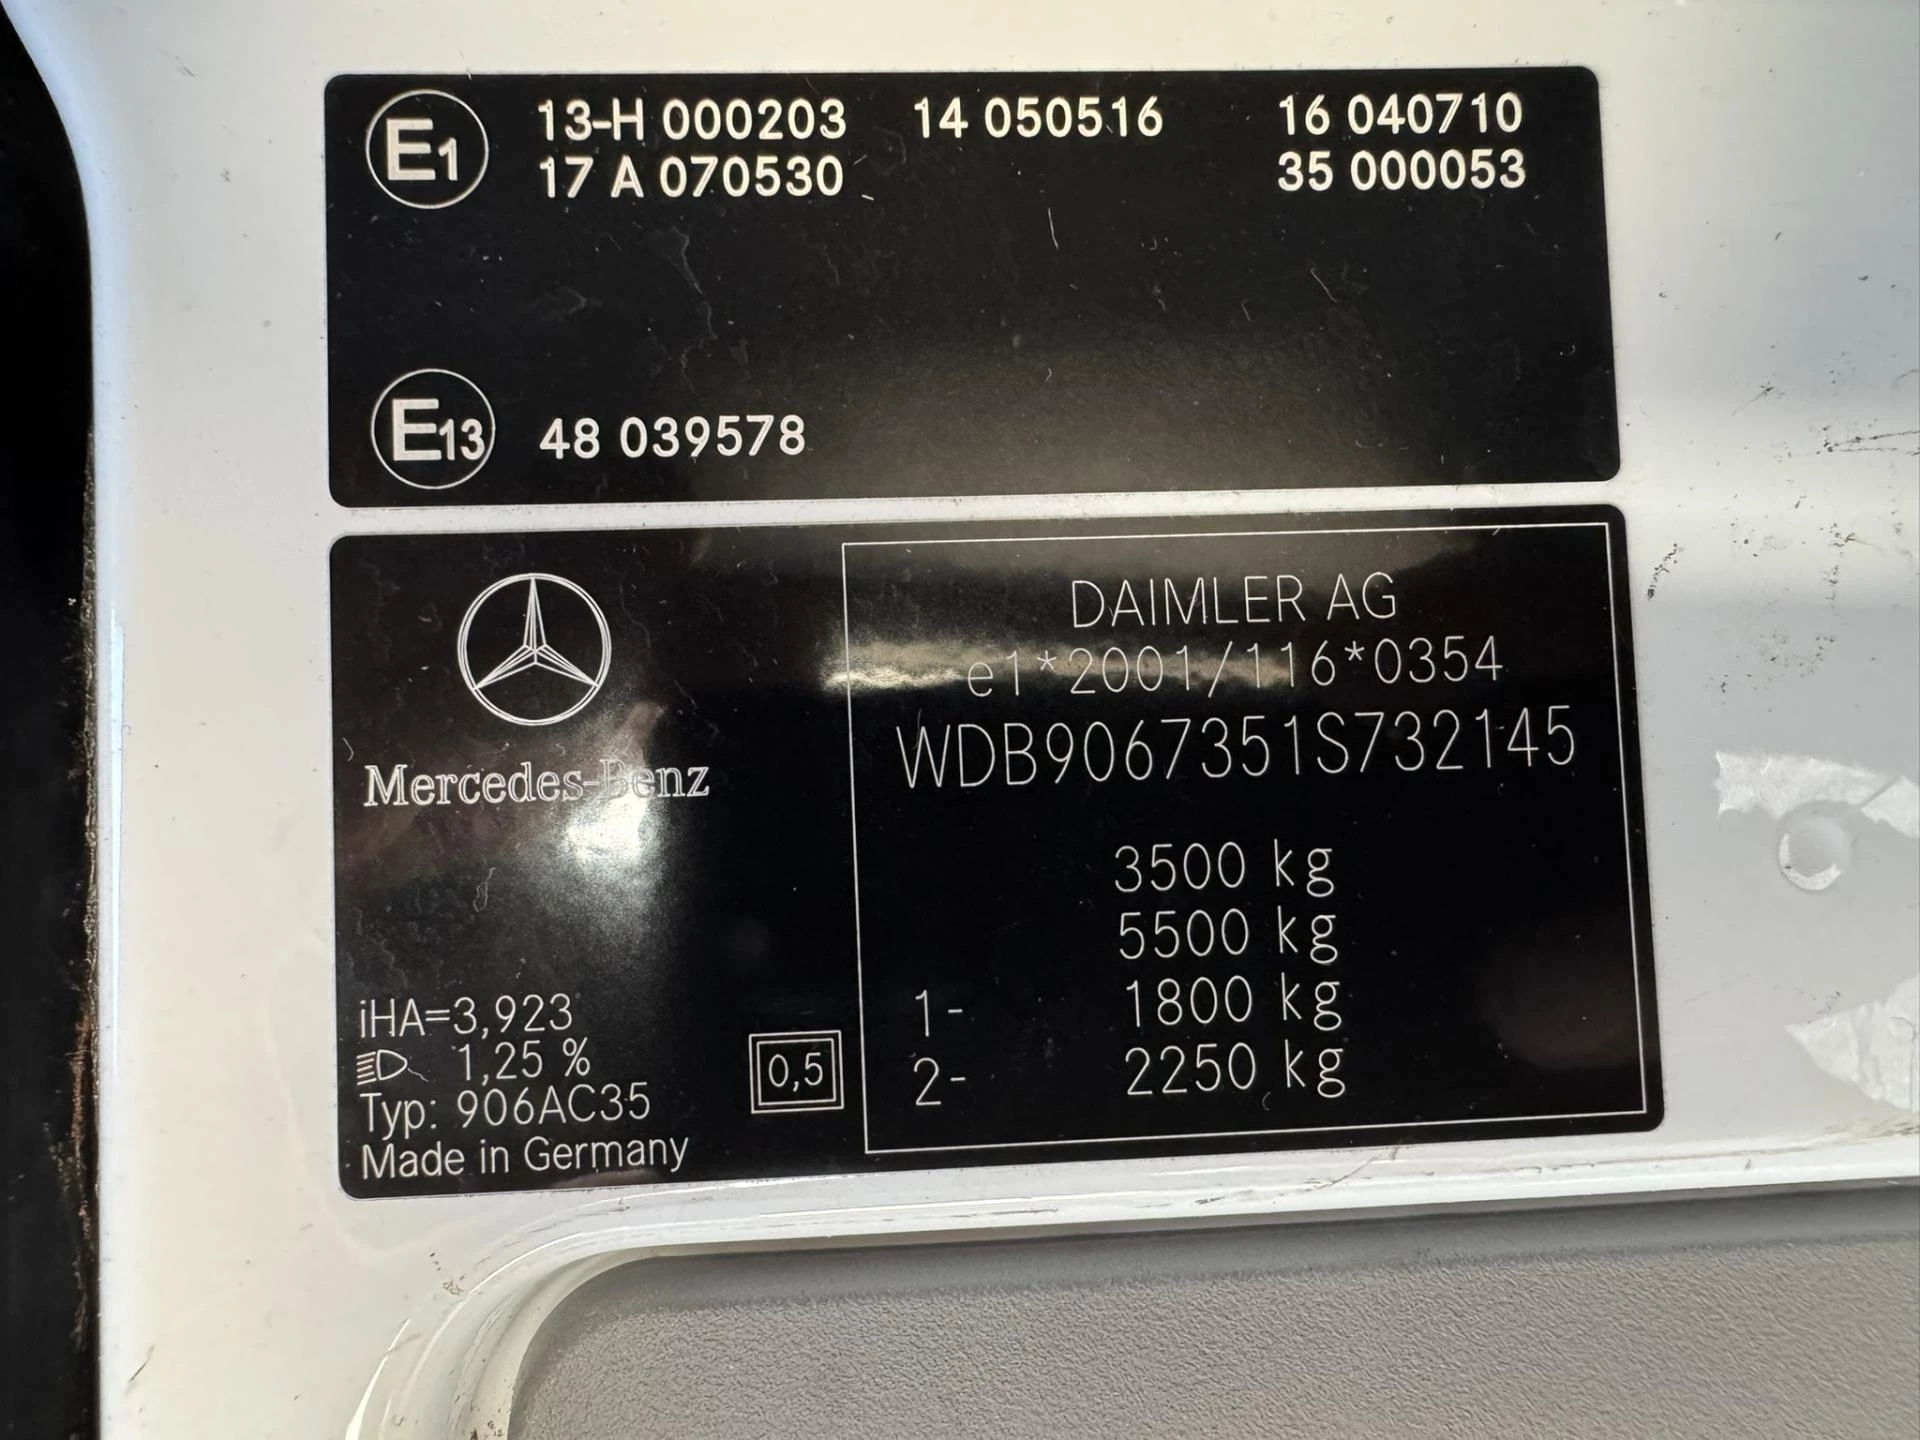 E1 13-H 000203 14 050516 16 040710
17 A 070530 35 000053
E13 48 039578
Mercedes-Benz
iHA=3,923
1,25 %
Typ: 906AC35
Made in Germany
0,5
DAIMLER AG
e1*2001/116*0354
WDB9067351S732145
3500 kg
5500 kg
1- 1800 kg
2- 2250 kg